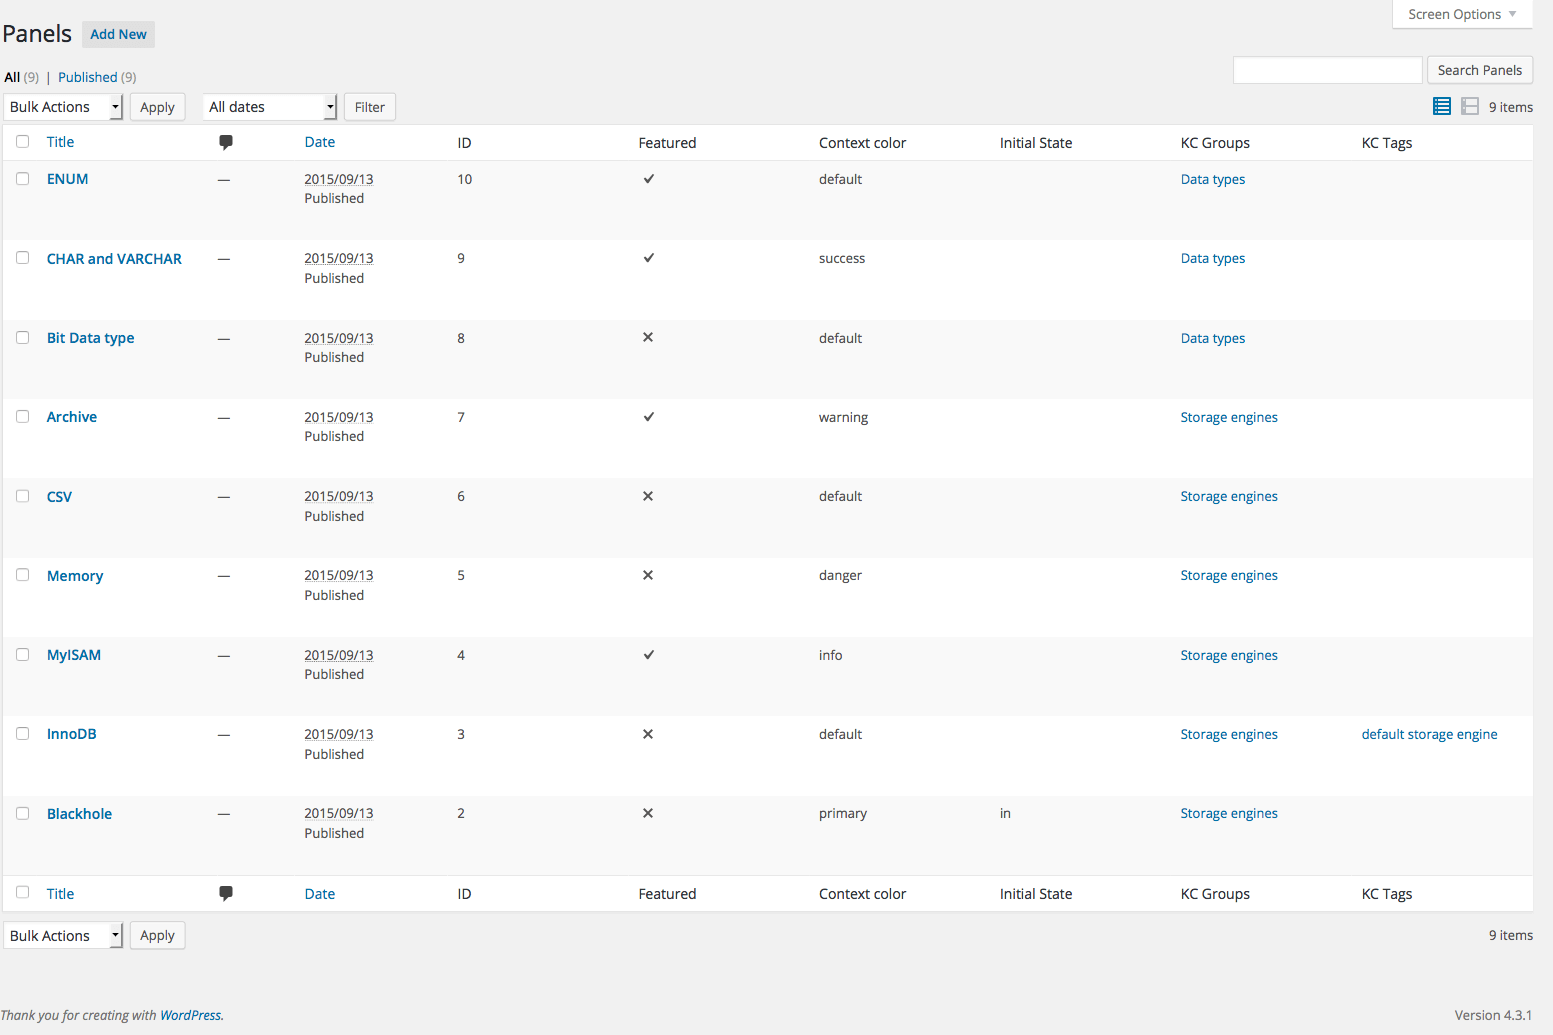 Screen Options
Panels Add New
All (9) | Published (9)
Search Panels
Bulk Actions Apply All dates Filter 9 items
Title Date ID Featured Context color Initial State KC Groups KC Tags
ENUM — 2015/09/13 10 ✓ default Data types
Published
CHAR and VARCHAR — 2015/09/13 9 ✓ success Data types
Published
Bit Data type — 2015/09/13 8 ✕ default Data types
Published
Archive — 2015/09/13 7 ✓ warning Storage engines
Published
CSV — 2015/09/13 6 ✕ default Storage engines
Published
Memory — 2015/09/13 5 ✕ danger Storage engines
Published
MyISAM — 2015/09/13 4 ✓ info Storage engines
Published
InnoDB — 2015/09/13 3 ✕ default Storage engines default storage engine
Published
Blackhole — 2015/09/13 2 ✕ primary in Storage engines
Published
Title Date ID Featured Context color Initial State KC Groups KC Tags
Bulk Actions Apply 9 items
Thank you for creating with WordPress. Version 4.3.1